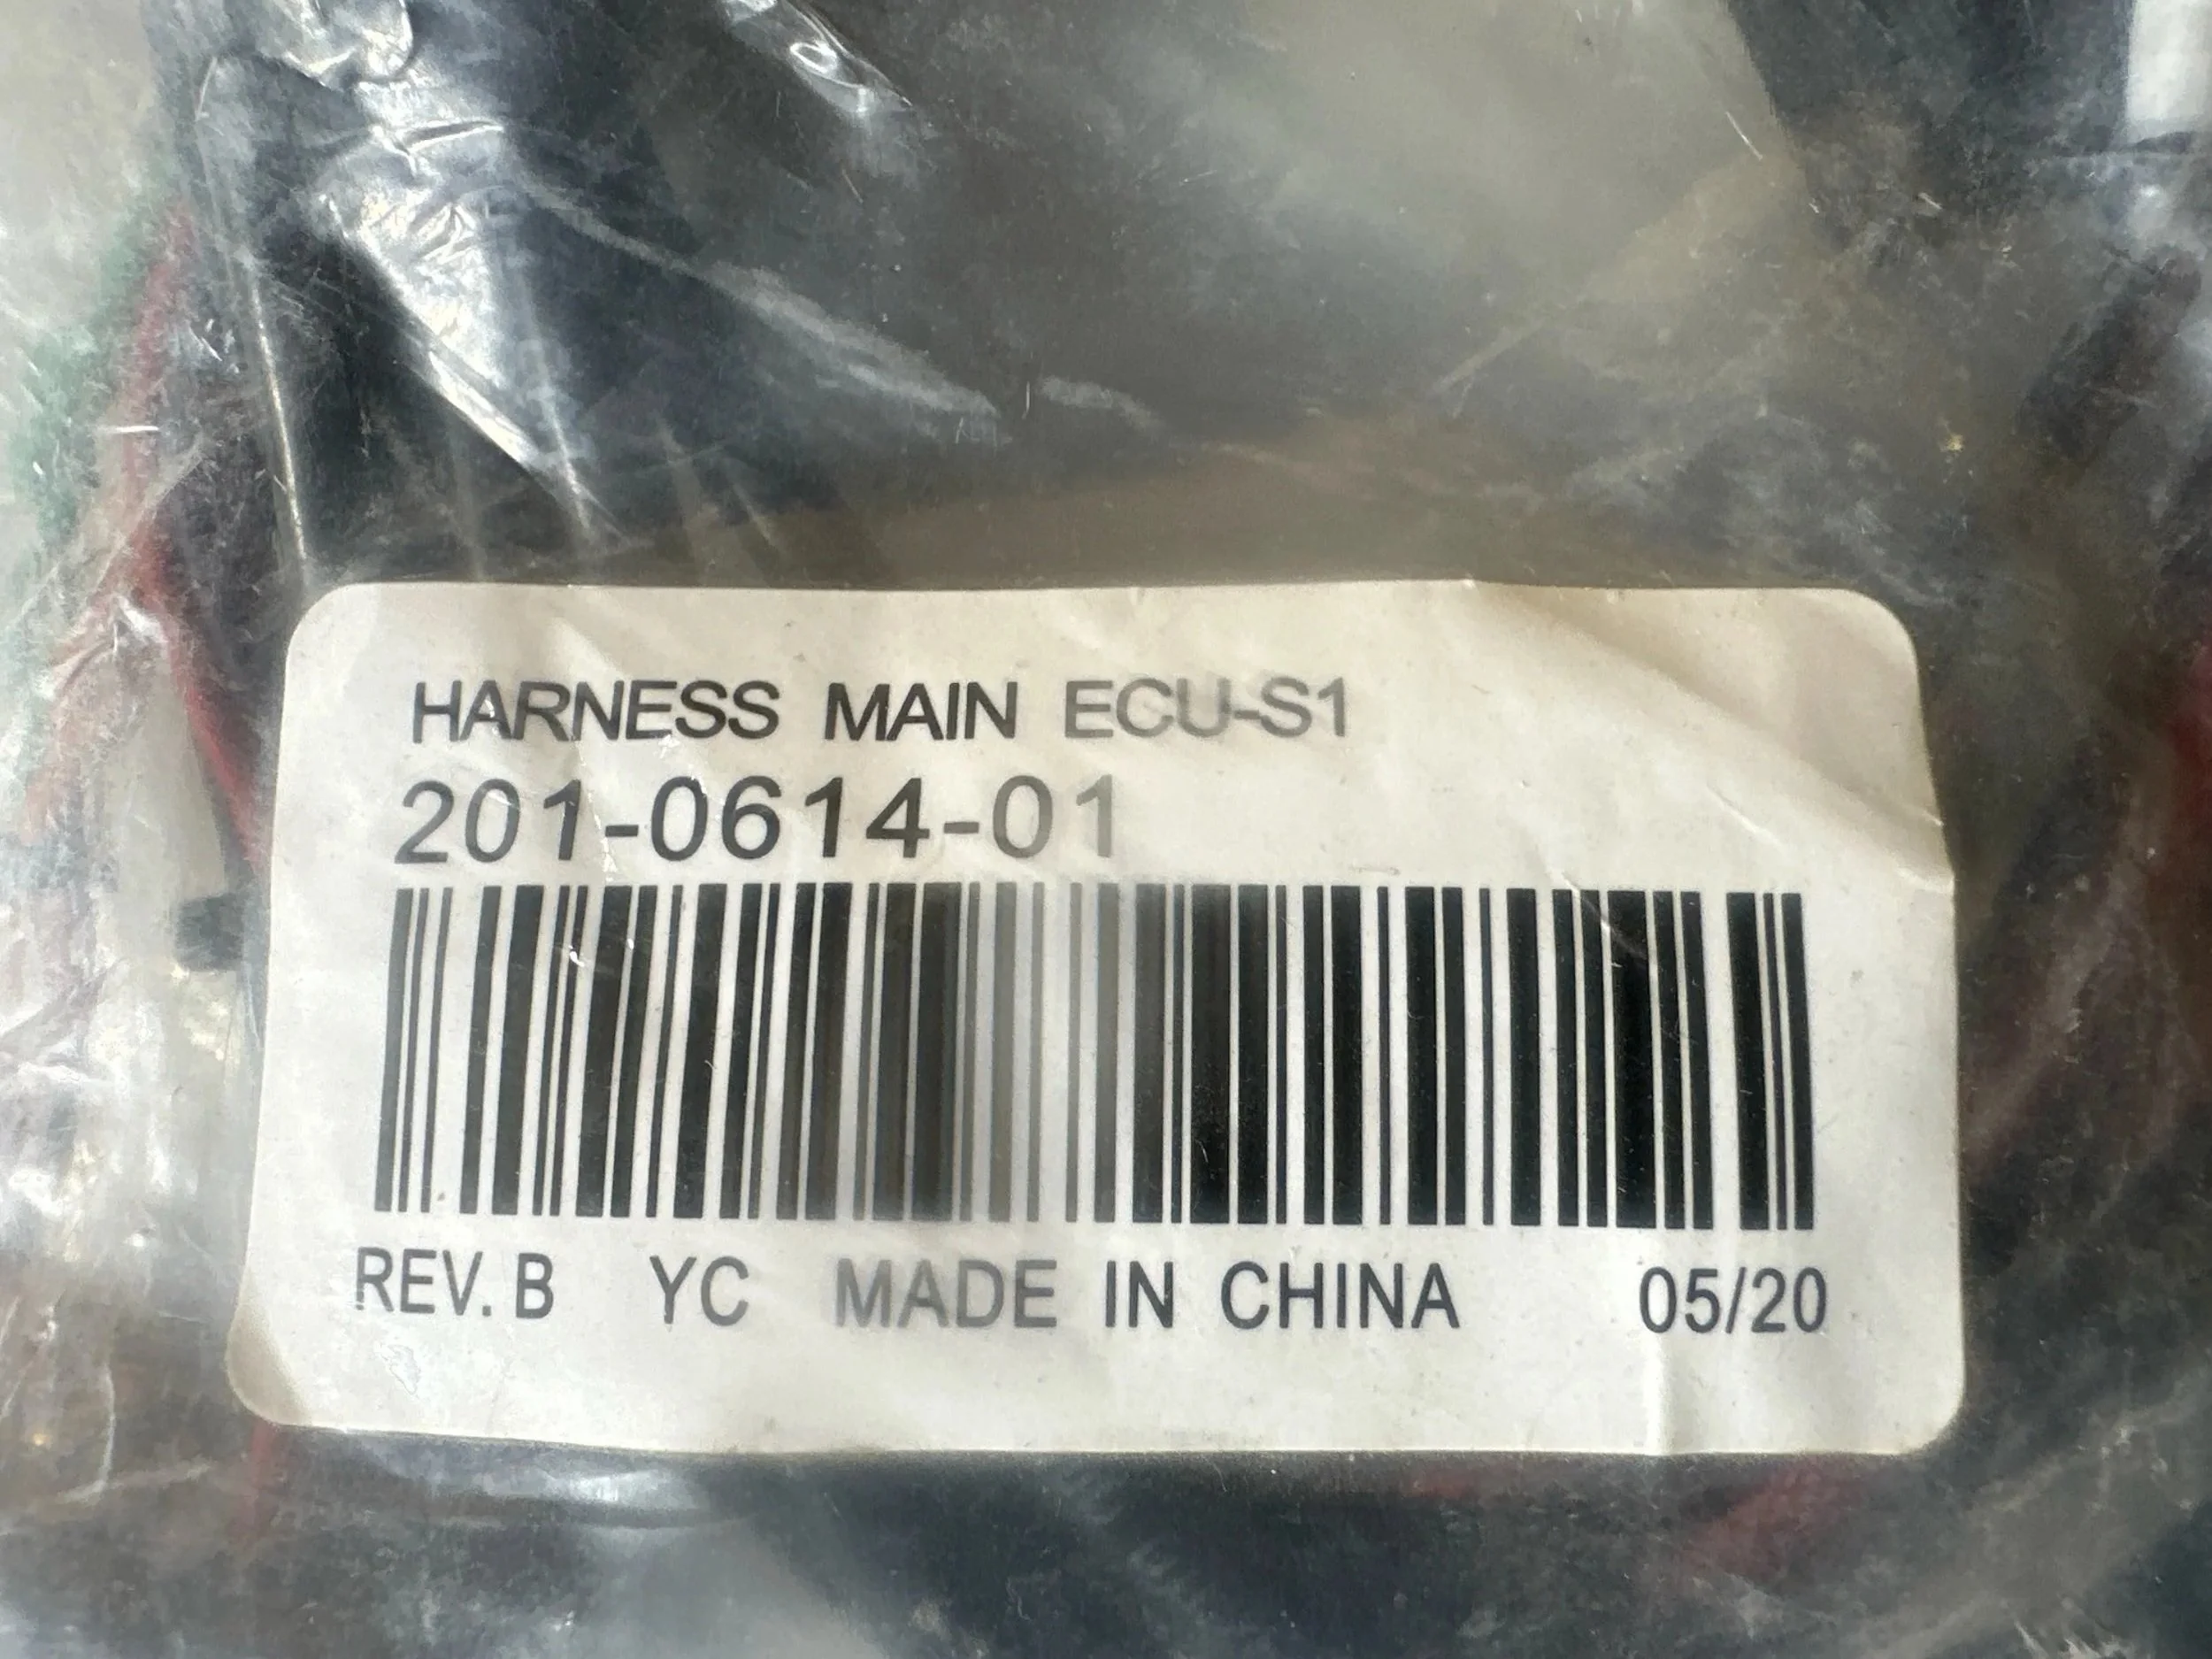 HARNESS MAIN ECU-S1
201-0614-01
REV. B YC MADE IN CHINA 05/20